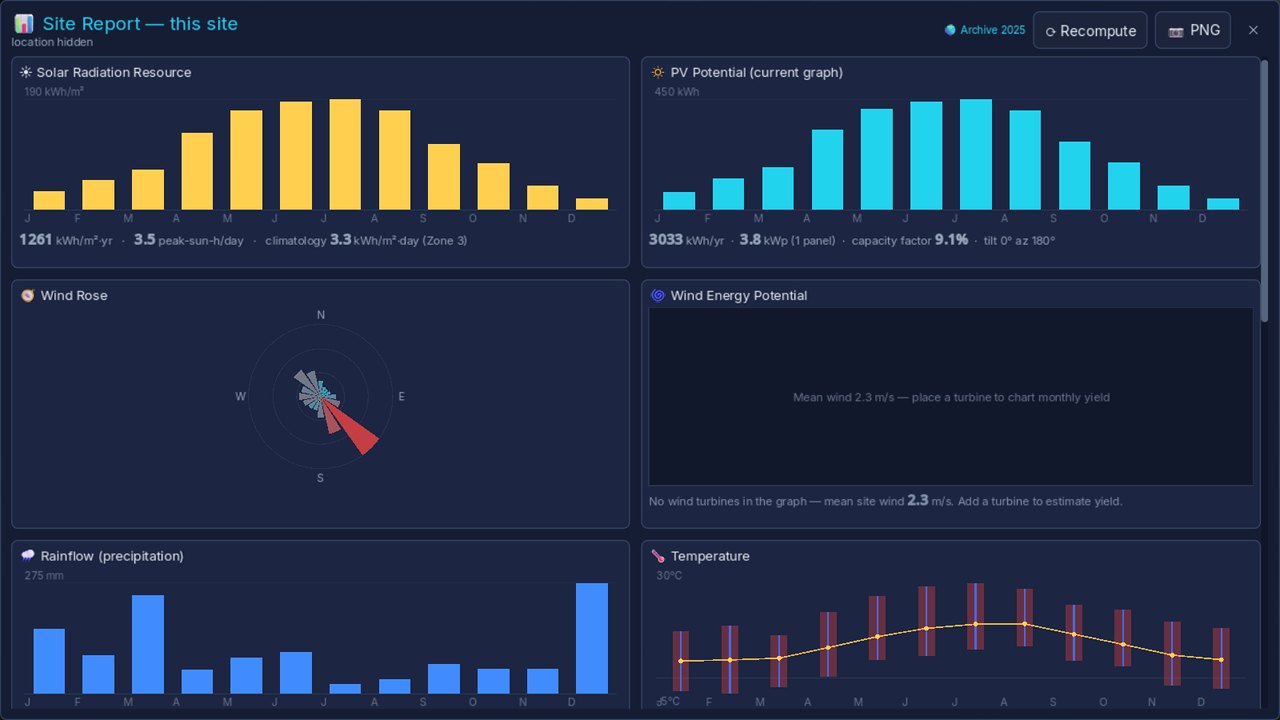 Site Report — this site
location hidden
Archive 2025
Recompute
PNG
Solar Radiation Resource
190 kWh/m²
J F M A M J J A S O N D
1261 kWh/m²·yr · 3.5 peak-sun-h/day · climatology 3.3 kWh/m²·day (Zone 3)
PV Potential (current graph)
450 kWh
J F M A M J J A S O N D
3033 kWh/yr · 3.8 kWp (1 panel) · capacity factor 9.1% · tilt 0° az 180°
Wind Rose
N
W E
S
Wind Energy Potential
Mean wind 2.3 m/s — place a turbine to chart monthly yield
No wind turbines in the graph — mean site wind 2.3 m/s. Add a turbine to estimate yield.
Rainflow (precipitation)
275 mm
J F M A M J J A S O N D
Temperature
30°C
-5°C
J F M A M J J A S O N D